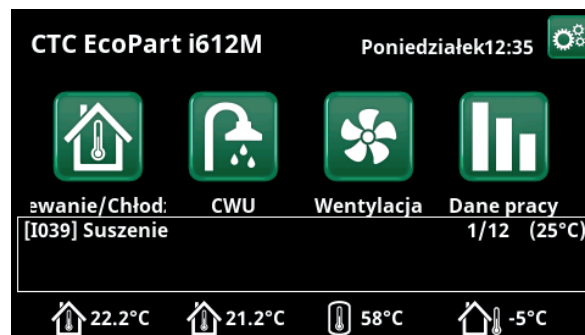 CTC EcoPart i612M
Poniedziałek12:35
ewanie/Chłod:
CWU
Wentylacja
Dane pracy
[I039] Suszenie 1/12 (25°C)
22.2°C
21.2°C
58°C
-5°C